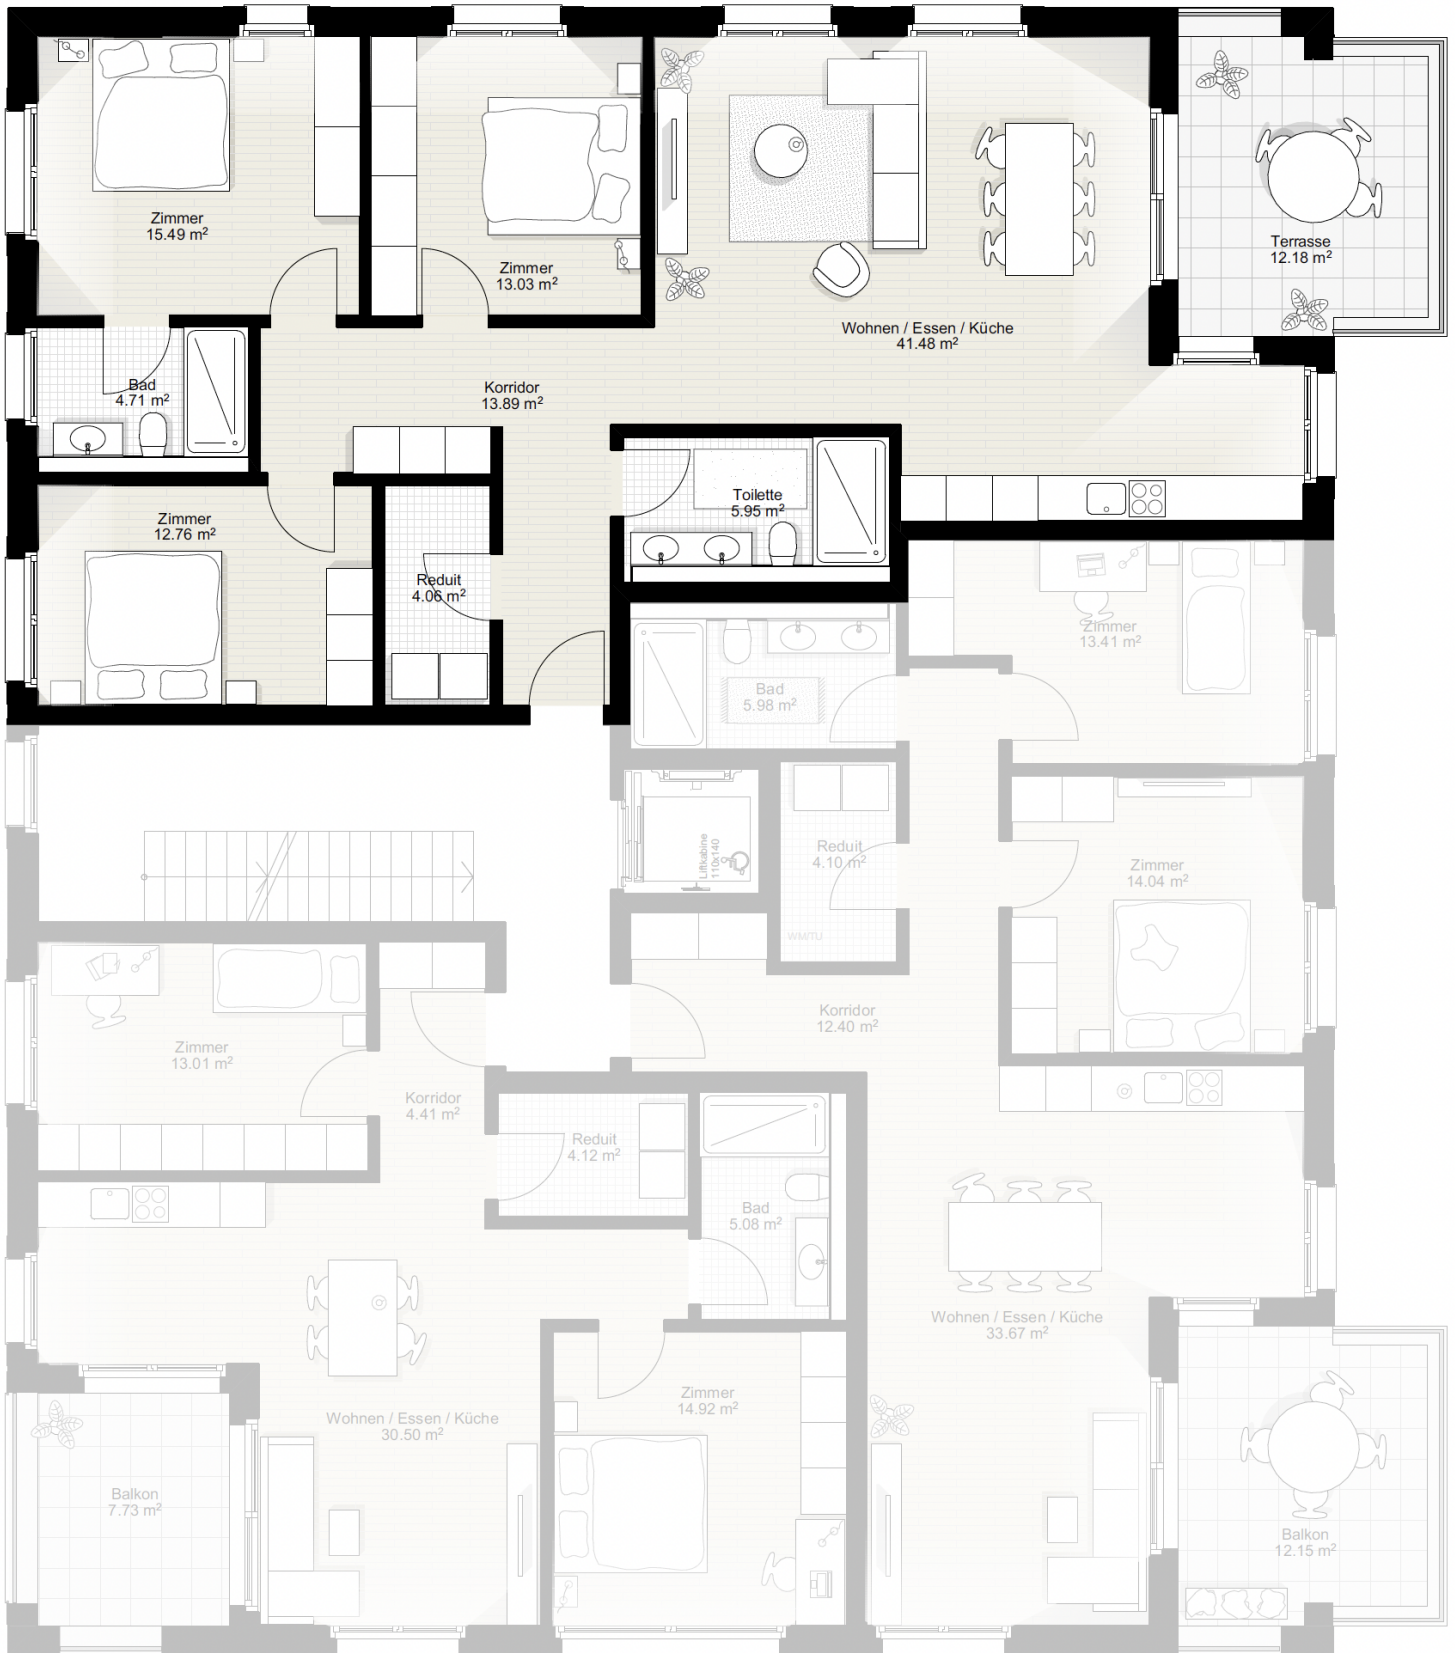 Zimmer
15.49 m²
Zimmer
13.03 m²
Terrasse
12.18 m²
Wohnen / Essen / Küche
41.48 m²
Bad
4.71 m²
Korridor
13.89 m²
Zimmer
12.76 m²
Toilette
5.95 m²
Reduit
4.06 m²
Zimmer
13.41 m²
Bad
5.98 m²
Liftkabine
110x140
Reduit
4.10 m²
Zimmer
14.04 m²
WM/TU
Korridor
12.40 m²
Zimmer
13.01 m²
Korridor
4.41 m²
Reduit
4.12 m²
Bad
5.08 m²
Wohnen / Essen / Küche
33.67 m²
Zimmer
14.92 m²
Wohnen / Essen / Küche
30.50 m²
Balkon
7.73 m²
Balkon
12.15 m²